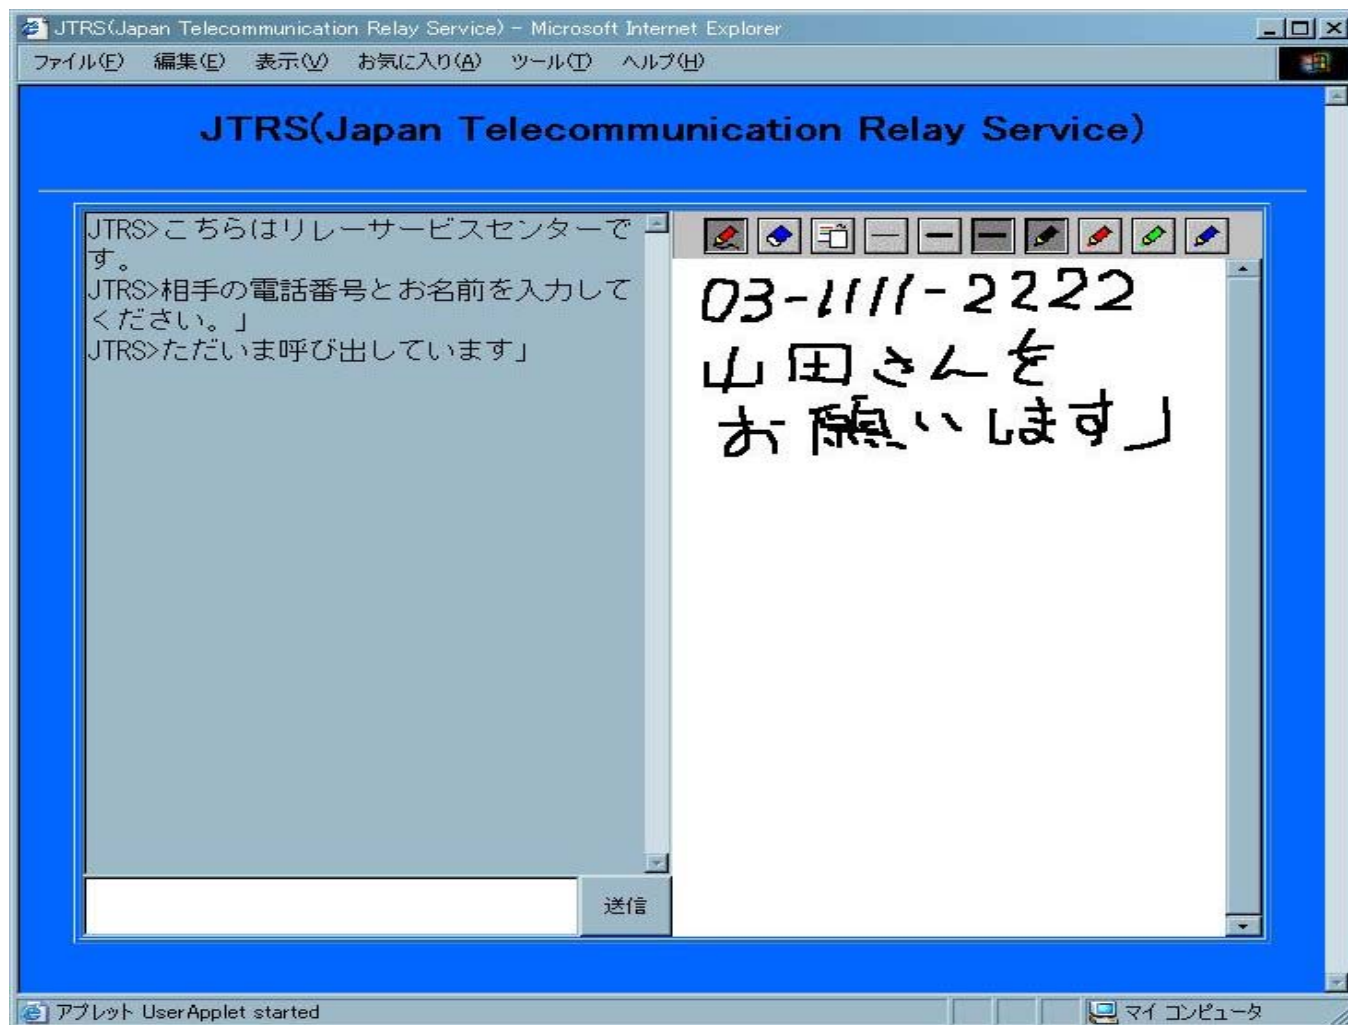 JTRS(Japan Telecommunication Relay Service) - Microsoft Internet Explorer
ファイル(F) 編集(E) 表示(V) お気に入り(A) ツール(T) ヘルプ(H)
JTRS(Japan Telecommunication Relay Service)
JTRS>こちらはリレーサービスセンターで
す。
JTRS>相手の電話番号とお名前を入力して
ください。」
JTRS>ただいま呼び出しています」
送信
03-1111-2222
山田さんを
お願いします」
アプレット UserApplet started
マイ コンピュータ